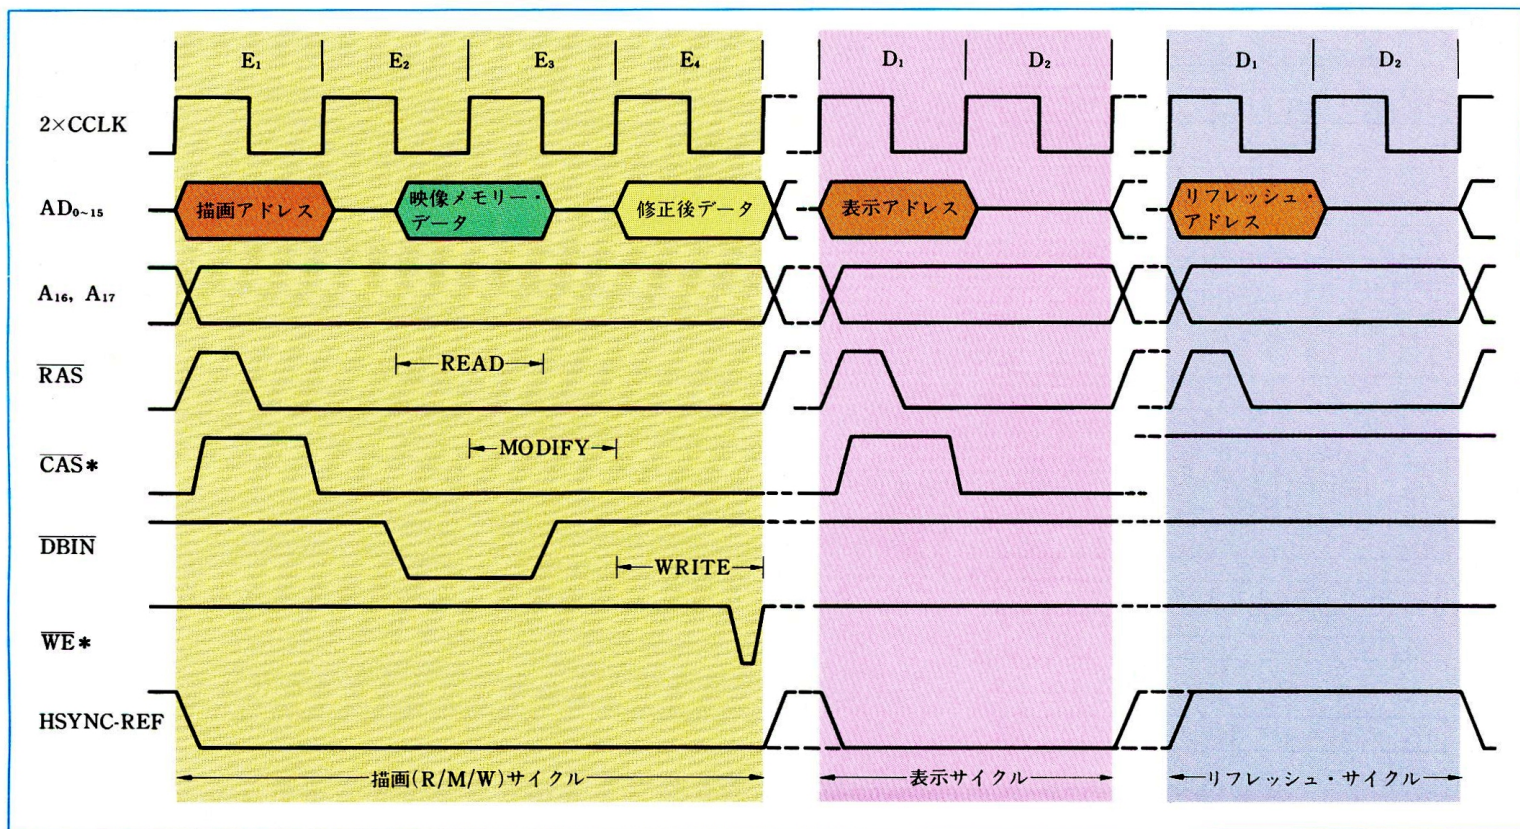 E₁ E₂ E₃ E₄ D₁ D₂ D₁ D₂
2×CCLK
AD₀~₁₅
描画アドレス
映像メモリー・
データ
修正後データ
表示アドレス
リフレッシュ・
アドレス
A₁₆, A₁₇
R̅A̅S̅
READ
C̅A̅S̅*
MODIFY
D̅B̅I̅N̅
WRITE
W̅E̅*
HSYNC-REF
描画(R/M/W)サイクル
表示サイクル
リフレッシュ・サイクル